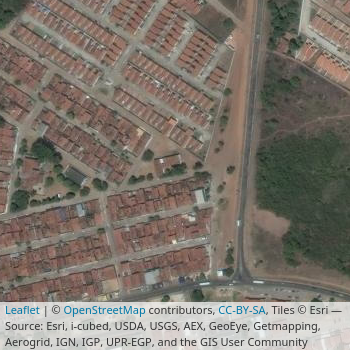 Leaflet | © OpenStreetMap contributors, CC-BY-SA, Tiles © Esri —
Source: Esri, i-cubed, USDA, USGS, AEX, GeoEye, Getmapping,
Aerogrid, IGN, IGP, UPR-EGP, and the GIS User Community